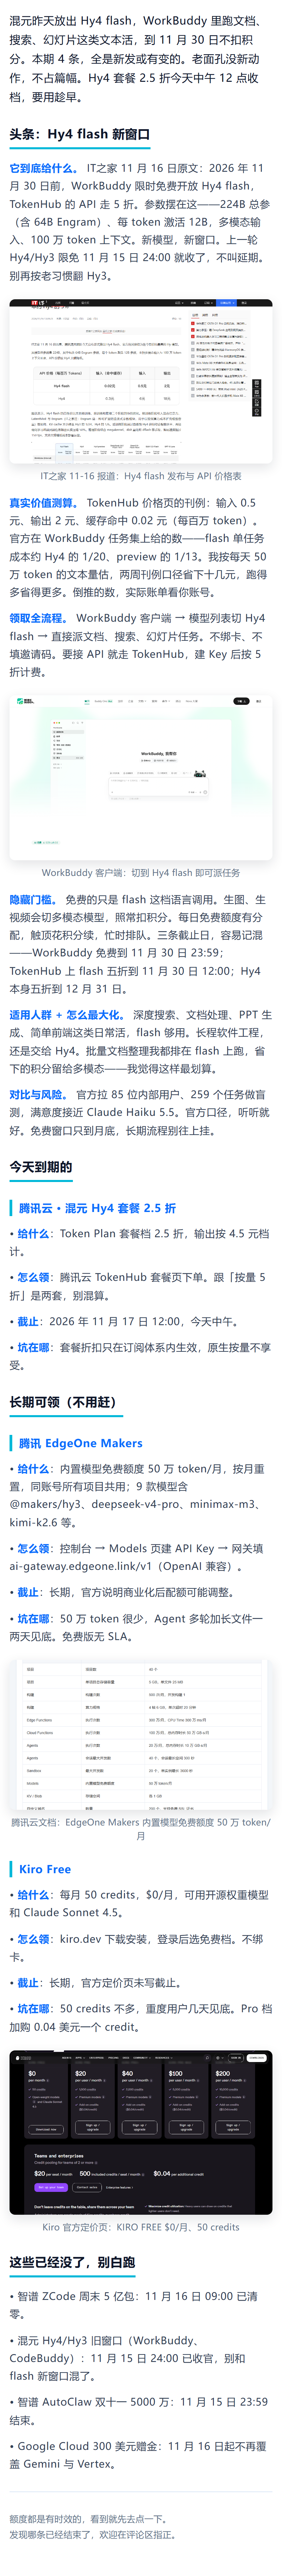 混元昨天放出 Hy4 flash，WorkBuddy 里跑文档、
搜索、幻灯片这类文本活，到 11 月 30 日不扣积
分。本期 4 条，全是新发或有变的。老面孔没新动
作，不占篇幅。Hy4 套餐 2.5 折今天中午 12 点收
档，要用趁早。
头条：Hy4 flash 新窗口
它到底给什么。 IT之家 11 月 16 日原文：2026 年 11
月 30 日前，WorkBuddy 限时免费开放 Hy4 flash，
TokenHub 的 API 走 5 折。参数摆在这——224B 总参
（含 64B Engram）、每 token 激活 12B，多模态输
入、100 万 token 上下文。新模型，新窗口。上一轮
Hy4/Hy3 限免 11 月 15 日 24:00 就收了，不叫延期。
别再按老习惯翻 Hy3。
IT之家 11-16 报道：Hy4 flash 发布与 API 价格表
真实价值测算。 TokenHub 价格页的刊例：输入 0.5
元、输出 2 元、缓存命中 0.02 元（每百万 token）。
官方在 WorkBuddy 任务集上给的数——flash 单任务
成本约 Hy4 的 1/20、preview 的 1/13。我按每天 50
万 token 的文本量估，两周刊例口径省下十几元，跑得
多省得更多。倒推的数，实际账单看你账号。
领取全流程。 WorkBuddy 客户端 → 模型列表切 Hy4
flash → 直接派文档、搜索、幻灯片任务。不绑卡、不
填邀请码。要接 API 就走 TokenHub，建 Key 后按 5
折计费。
WorkBuddy 客户端：切到 Hy4 flash 即可派任务
隐藏门槛。 免费的只是 flash 这档语言调用。生图、生
视频会切多模态模型，照常扣积分。每日免费额度有分
配，触顶花积分续，忙时排队。三条截止日，容易记混
——WorkBuddy 免费到 11 月 30 日 23:59；
TokenHub 上 flash 五折到 11 月 30 日 12:00；Hy4
本身五折到 12 月 31 日。
适用人群 + 怎么最大化。 深度搜索、文档处理、PPT 生
成、简单前端这类日常活，flash 够用。长程软件工程，
还是交给 Hy4。批量文档整理我都排在 flash 上跑，省
下的积分留给多模态——我觉得这样最划算。
对比与风险。 官方拉 85 位内部用户、259 个任务做盲
测，满意度接近 Claude Haiku 5.5。官方口径，听听就
好。免费窗口只到月底，长期流程别往上挂。
今天到期的
腾讯云 · 混元 Hy4 套餐 2.5 折
• 给什么：Token Plan 套餐档 2.5 折，输出按 4.5 元档
计。
• 怎么领：腾讯云 TokenHub 套餐页下单。跟「按量 5
折」是两套，别混算。
• 截止：2026 年 11 月 17 日 12:00，今天中午。
• 坑在哪：套餐折扣只在订阅体系内生效，原生按量不享
受。
长期可领（不用赶）
腾讯 EdgeOne Makers
• 给什么：内置模型免费额度 50 万 token/月，按月重
置，同账号所有项目共用；9 款模型含
@makers/hy3、deepseek-v4-pro、minimax-m3、
kimi-k2.6 等。
• 怎么领：控制台 → Models 页建 API Key → 网关填
ai-gateway.edgeone.link/v1（OpenAI 兼容）。
• 截止：长期，官方说明商业化后配额可能调整。
• 坑在哪：50 万 token 很少，Agent 多轮加长文件一
两天见底。免费版无 SLA。
腾讯云文档：EdgeOne Makers 内置模型免费额度 50 万 token/
月
Kiro Free
• 给什么：每月 50 credits，$0/月，可用开源权重模型
和 Claude Sonnet 4.5。
• 怎么领：kiro.dev 下载安装，登录后选免费档。不绑
卡。
• 截止：长期，官方定价页未写截止。
• 坑在哪：50 credits 不多，重度用户几天见底。Pro 档
加购 0.04 美元一个 credit。
$0
$20
$40
$100
$200
Teams and enterprises
$20 per seat / month
500 included credits / seat / month
$0.04 per additional credit
Kiro 官方定价页：KIRO FREE $0/月、50 credits
这些已经没了，别白跑
• 智谱 ZCode 周末 5 亿包：11 月 16 日 09:00 已清
零。
• 混元 Hy4/Hy3 旧窗口（WorkBuddy、
CodeBuddy）：11 月 15 日 24:00 已收官，别和
flash 新窗口混了。
• 智谱 AutoClaw 双十一 5000 万：11 月 15 日 23:59
结束。
• Google Cloud 300 美元赠金：11 月 16 日起不再覆
盖 Gemini 与 Vertex。
额度都是有时效的，看到就先去点一下。
发现哪条已经结束了，欢迎在评论区指正。